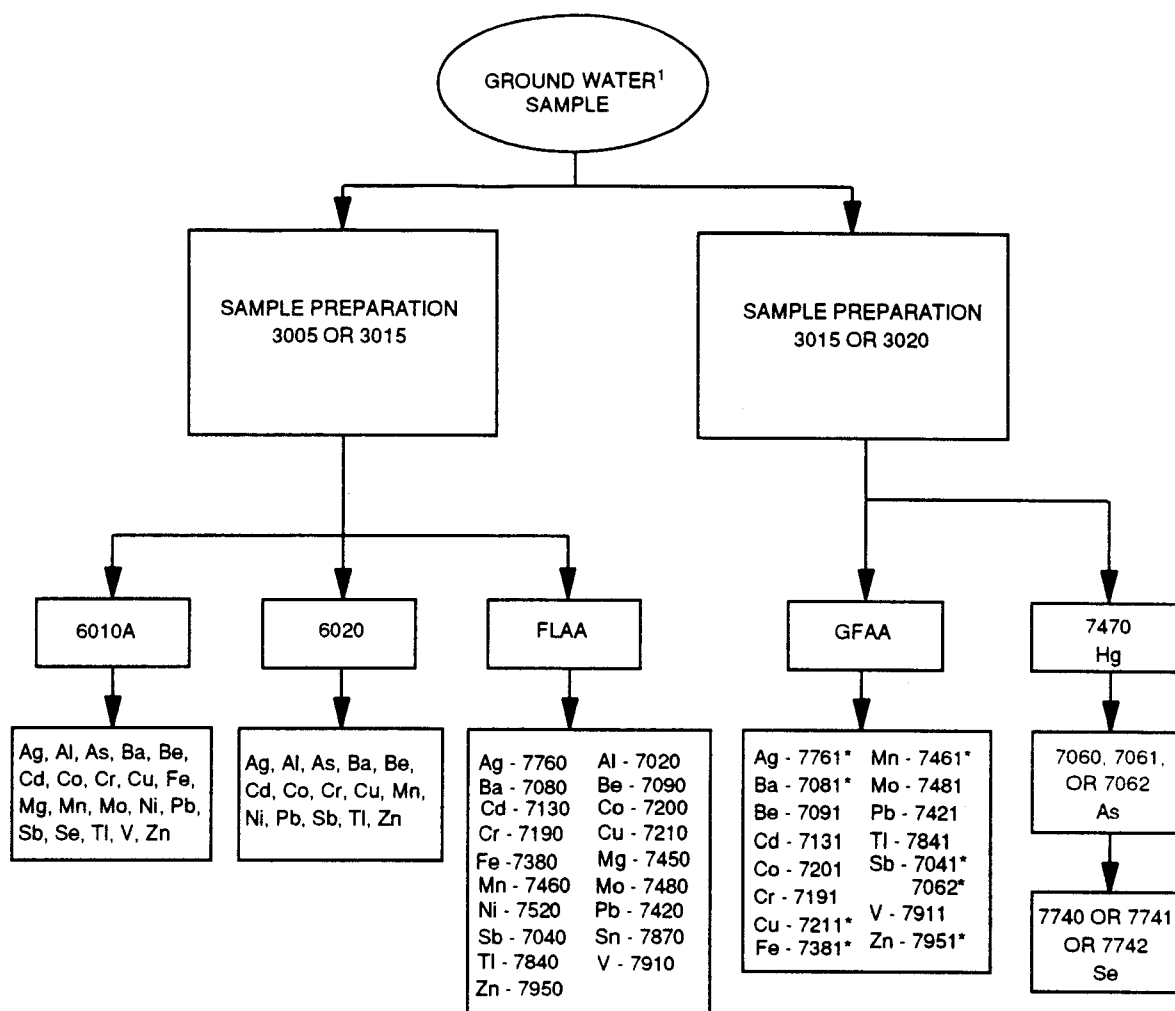 GROUND WATER¹
SAMPLE
SAMPLE PREPARATION
3005 OR 3015
SAMPLE PREPARATION
3015 OR 3020
6010A
6020
FLAA
GFAA
7470
Hg
Ag, Al, As, Ba, Be,
Cd, Co, Cr, Cu, Fe,
Mg, Mn, Mo, Ni, Pb,
Sb, Se, Tl, V, Zn
Ag, Al, As, Ba, Be,
Cd, Co, Cr, Cu, Mn,
Ni, Pb, Sb, Tl, Zn
Ag - 7760
Ba - 7080
Cd - 7130
Cr - 7190
Fe - 7380
Mn - 7460
Ni - 7520
Sb - 7040
Tl - 7840
Zn - 7950
Al - 7020
Be - 7090
Co - 7200
Cu - 7210
Mg - 7450
Mo - 7480
Pb - 7420
Sn - 7870
V - 7910
Ag - 7761*
Ba - 7081*
Be - 7091
Cd - 7131
Co - 7201
Cr - 7191
Cu - 7211*
Fe - 7381*
Mn - 7461*
Mo - 7481
Pb - 7421
Tl - 7841
Sb - 7041*
7062*
V - 7911
Zn - 7951*
7060, 7061,
OR 7062
As
7740 OR 7741
OR 7742
Se